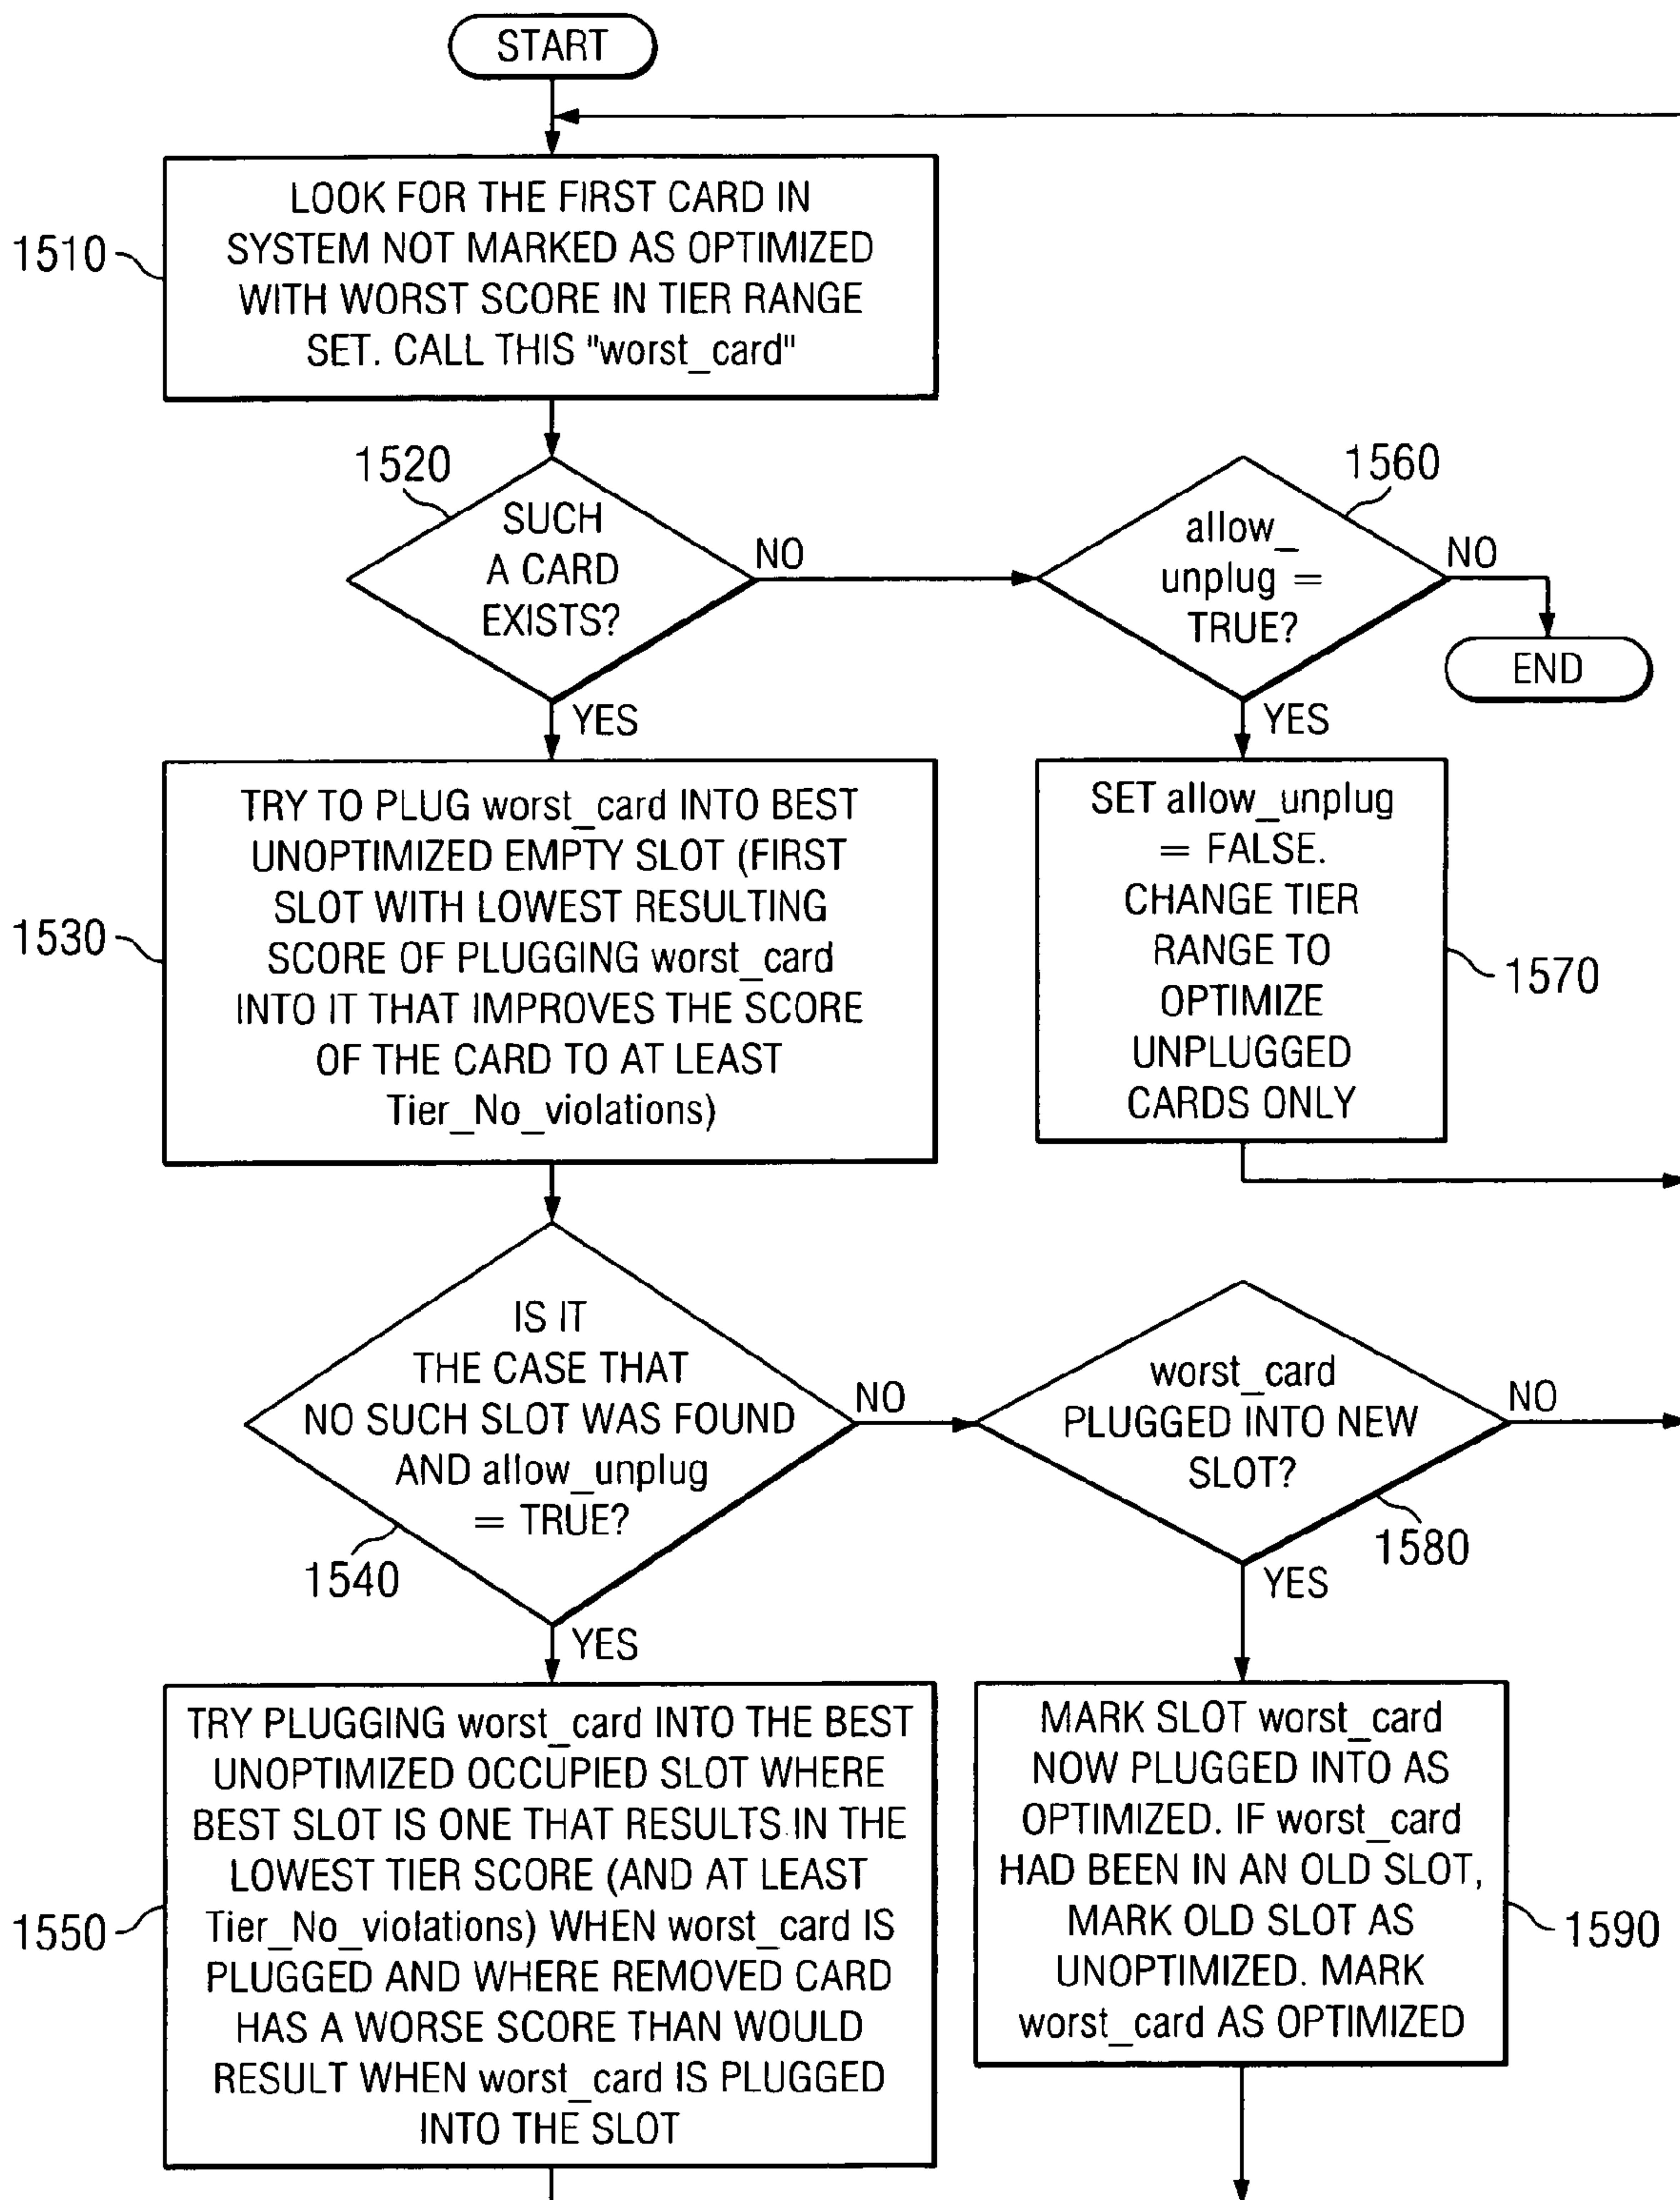 START
1510
LOOK FOR THE FIRST CARD IN
SYSTEM NOT MARKED AS OPTIMIZED
WITH WORST SCORE IN TIER RANGE
SET. CALL THIS "worst_card"
1520
SUCH
A CARD
EXISTS?
NO
YES
1560
allow_
unplug =
TRUE?
NO
END
YES
1530
TRY TO PLUG worst_card INTO BEST
UNOPTIMIZED EMPTY SLOT (FIRST
SLOT WITH LOWEST RESULTING
SCORE OF PLUGGING worst_card
INTO IT THAT IMPROVES THE SCORE
OF THE CARD TO AT LEAST
Tier_No_violations)
SET allow_unplug
= FALSE.
CHANGE TIER
RANGE TO
OPTIMIZE
UNPLUGGED
CARDS ONLY
1570
IS IT
THE CASE THAT
NO SUCH SLOT WAS FOUND
AND allow_unplug
= TRUE?
1540
NO
YES
worst_card
PLUGGED INTO NEW
SLOT?
NO
1580
YES
1550
TRY PLUGGING worst_card INTO THE BEST
UNOPTIMIZED OCCUPIED SLOT WHERE
BEST SLOT IS ONE THAT RESULTS IN THE
LOWEST TIER SCORE (AND AT LEAST
Tier_No_violations) WHEN worst_card IS
PLUGGED AND WHERE REMOVED CARD
HAS A WORSE SCORE THAN WOULD
RESULT WHEN worst_card IS PLUGGED
INTO THE SLOT
MARK SLOT worst_card
NOW PLUGGED INTO AS
OPTIMIZED. IF worst_card
HAD BEEN IN AN OLD SLOT,
MARK OLD SLOT AS
UNOPTIMIZED. MARK
worst_card AS OPTIMIZED
1590